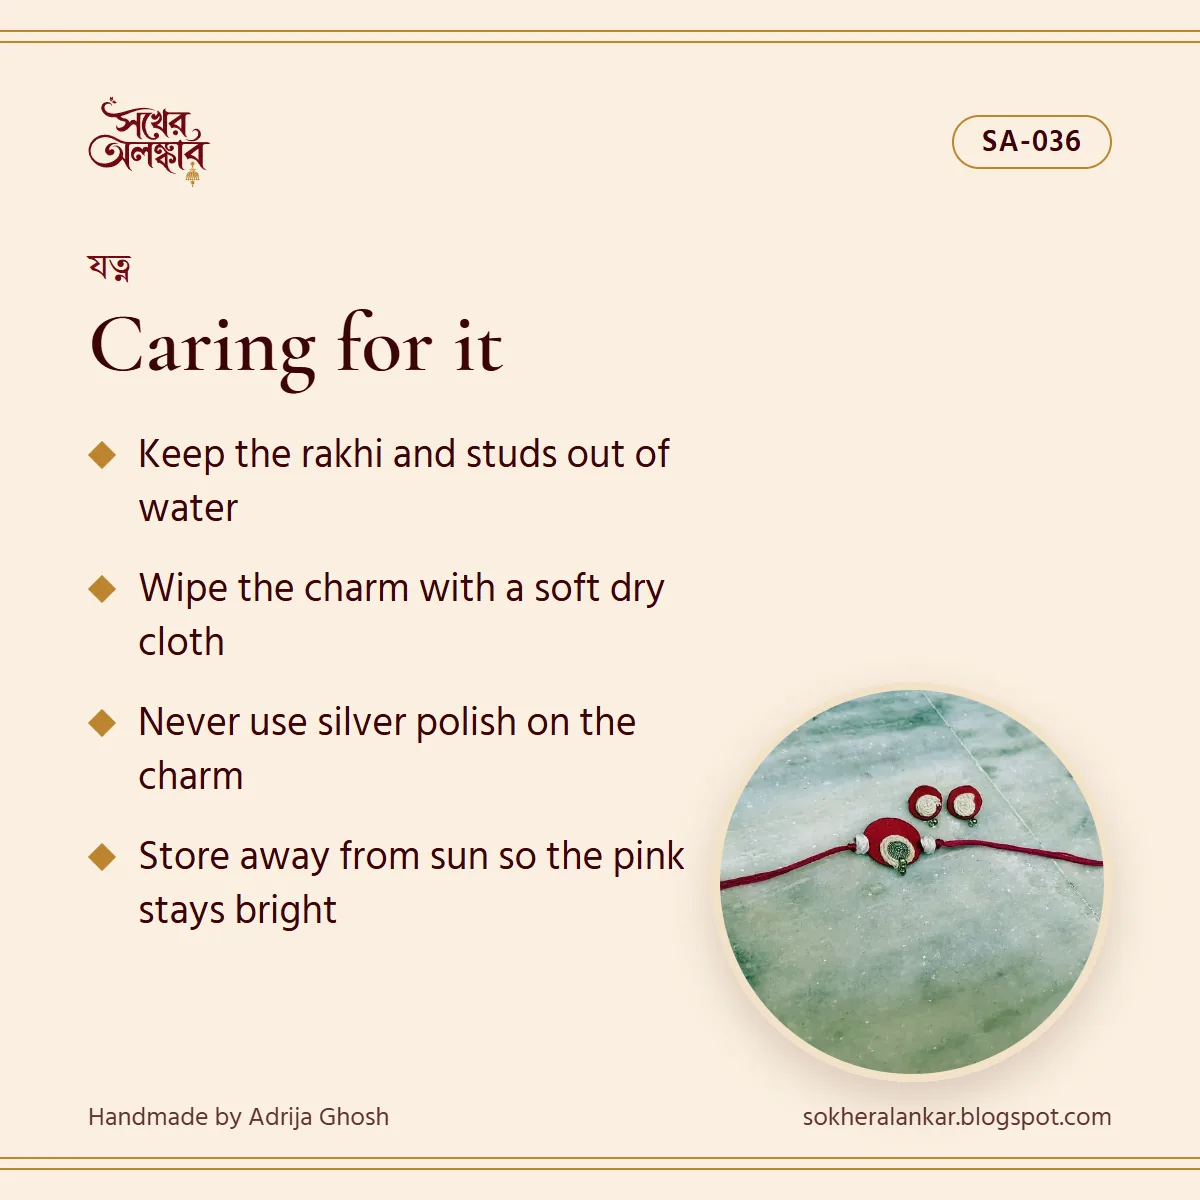 সখের
অলঙ্কার
SA-036
যত্ন
Caring for it
Keep the rakhi and studs out of
water
Wipe the charm with a soft dry
cloth
Never use silver polish on the
charm
Store away from sun so the pink
stays bright
Handmade by Adrija Ghosh
sokheralankar.blogspot.com